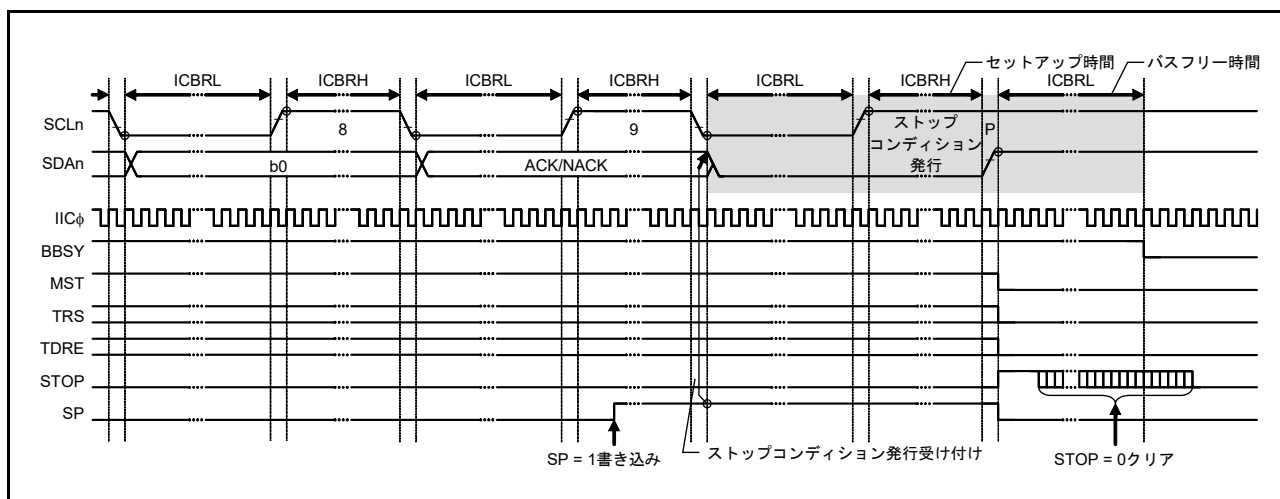 セットアップ時間
バスフリー時間
ICBRL
ICBRH
ICBRL
ICBRH
ICBRL
ICBRH
ICBRL
SCLn
8
9
ストップ
コンディション
発行
P
SDAn
b0
ACK/NACK
IICφ
BBSY
MST
TRS
TDRE
STOP
SP
SP = 1書き込み
ストップコンディション発行受け付け
STOP = 0クリア